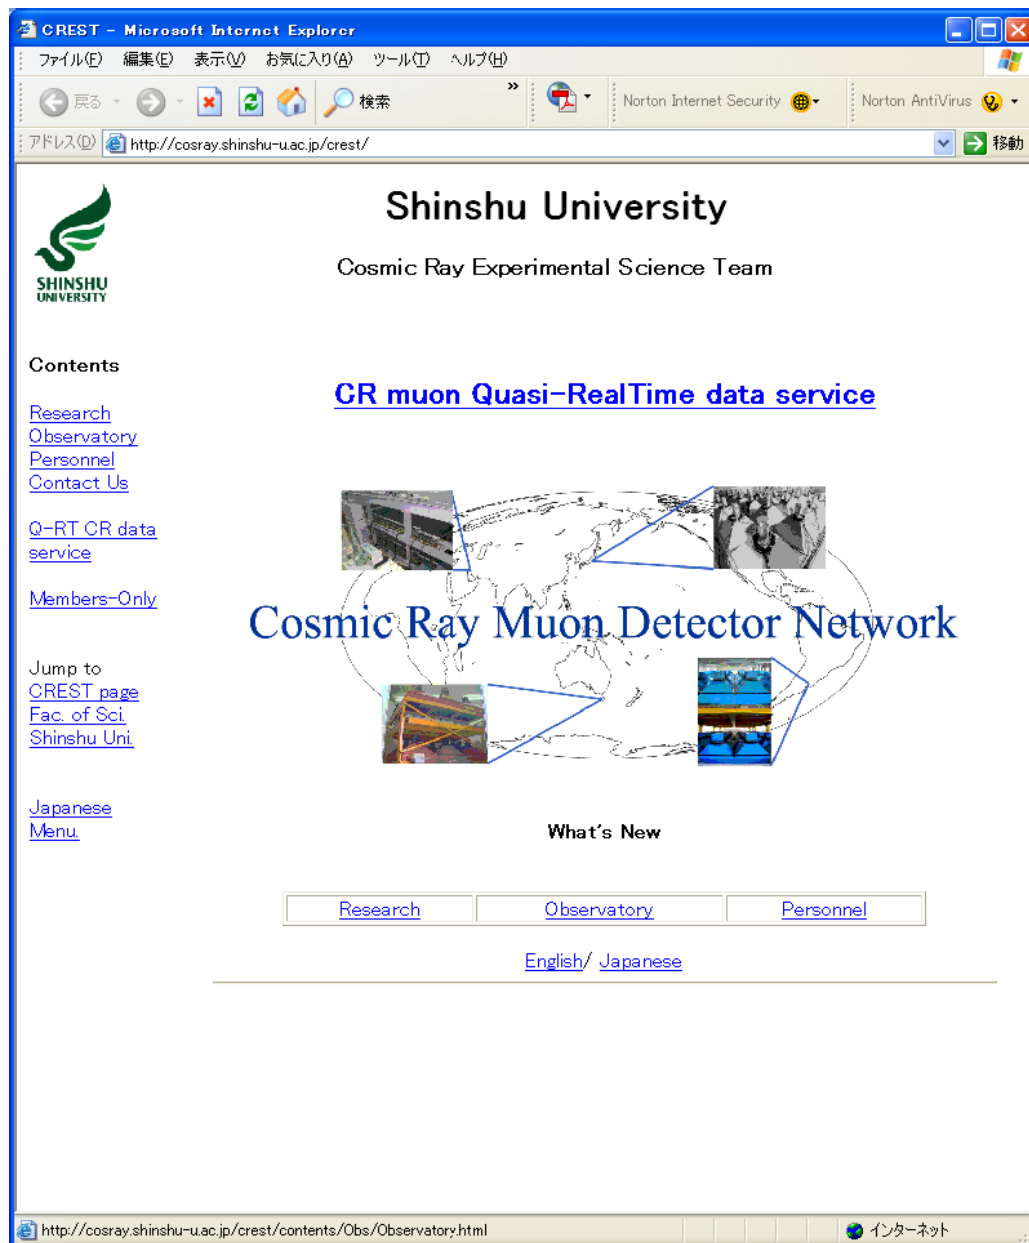 CREST - Microsoft Internet Explorer
ファイル(F) 編集(E) 表示(V) お気に入り(A) ツール(T) ヘルプ(H)
戻る 検索 » Norton Internet Security Norton AntiVirus
アドレス(D) http://cosray.shinshu-u.ac.jp/crest/ 移動
SHINSHU
UNIVERSITY
Shinshu University
Cosmic Ray Experimental Science Team
Contents
Research
Observatory
Personnel
Contact Us
Q-RT CR data
service
Members-Only
Jump to
CREST page
Fac. of Sci.
Shinshu Uni.
Japanese
Menu.
CR muon Quasi-RealTime data service
Cosmic Ray Muon Detector Network
What's New
Research Observatory Personnel
English/ Japanese
http://cosray.shinshu-u.ac.jp/crest/contents/Obs/Observatory.html インターネット